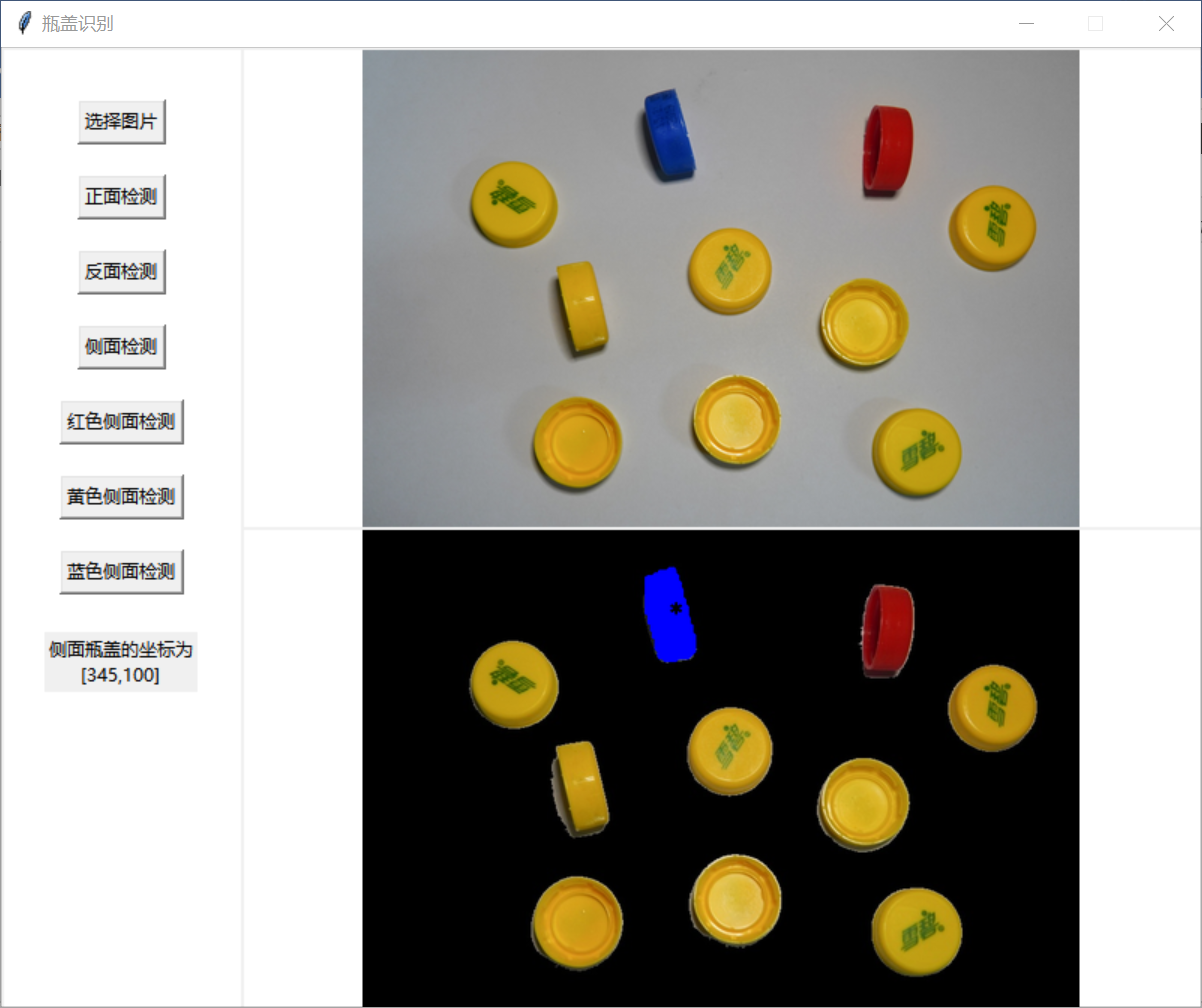 瓶盖识别
选择图片
正面检测
反面检测
侧面检测
红色侧面检测
黄色侧面检测
蓝色侧面检测
侧面瓶盖的坐标为
[345,100]